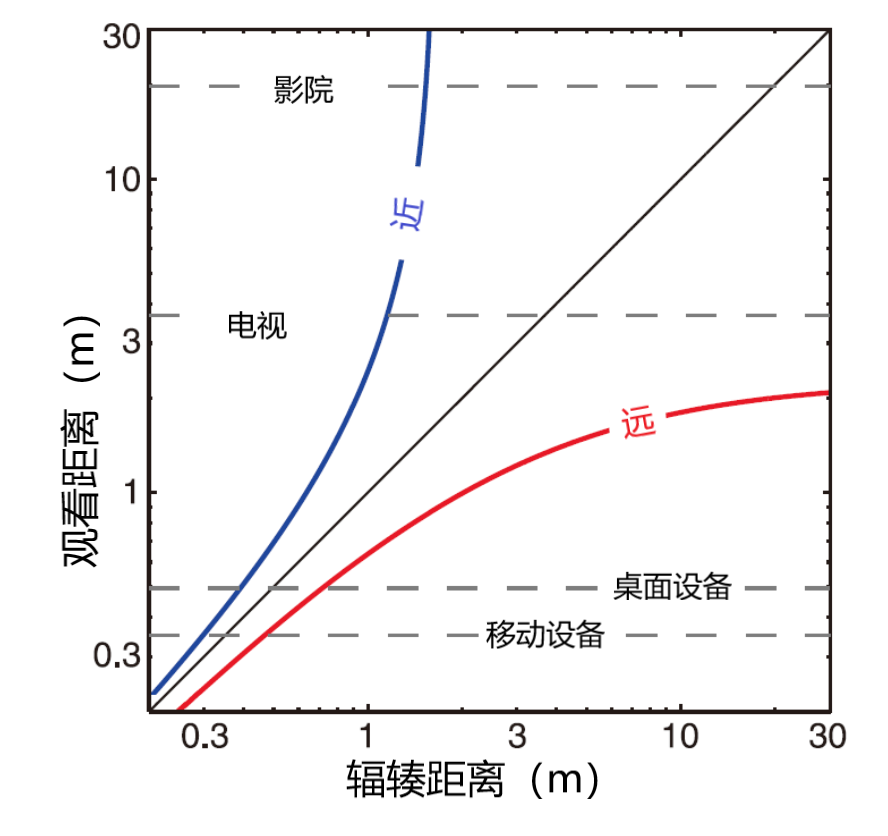 30
影院
10
近
电视
3
远
1
桌面设备
移动设备
0.3
观看距离（m）
0.3 1 3 10 30
辐辏距离（m）